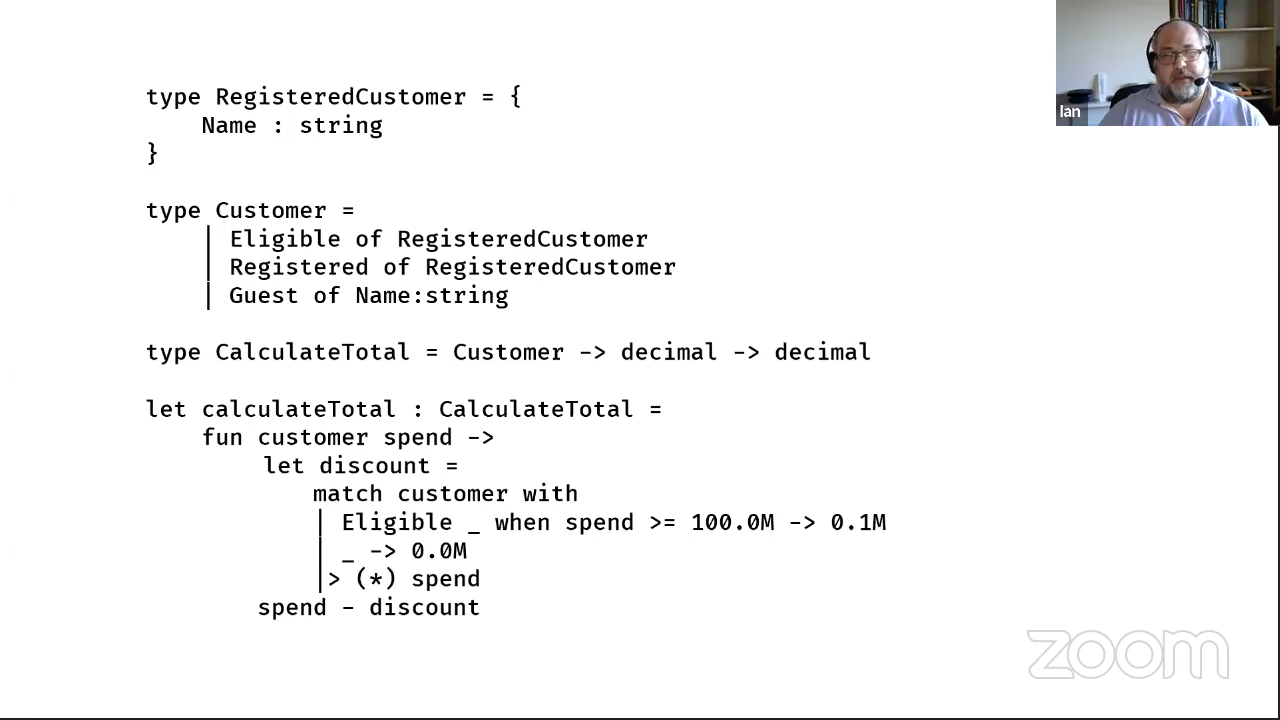 type RegisteredCustomer = {
    Name : string
}
type Customer =
    | Eligible of RegisteredCustomer
    | Registered of RegisteredCustomer
    | Guest of Name:string
type CalculateTotal = Customer -> decimal -> decimal
let calculateTotal : CalculateTotal =
    fun customer spend ->
        let discount =
            match customer with
            | Eligible _ when spend >= 100.0M -> 0.1M
            | _ -> 0.0M
            |> (*) spend
        spend - discount
Ian
zoom